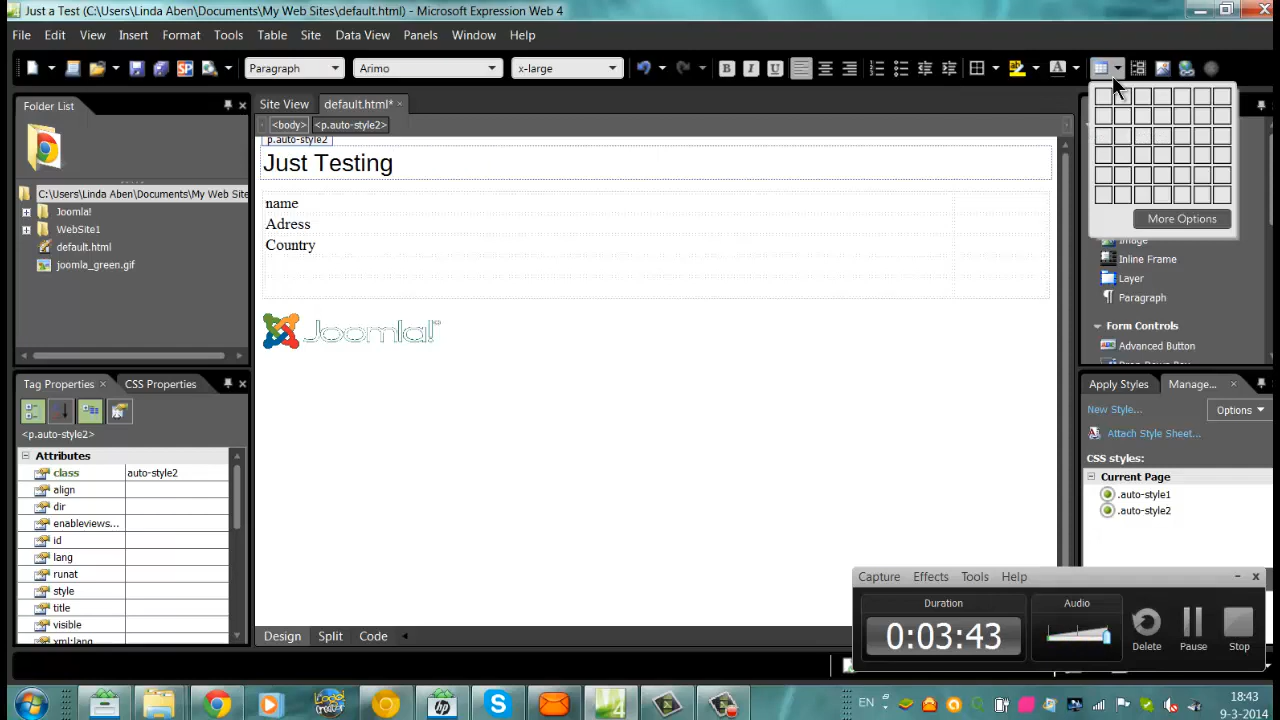 Just a Test (C:\Users\Linda Aben\Documents\My Web Sites\default.html) - Microsoft Expression Web 4
File Edit View Insert Format Tools Table Site Data View Panels Window Help
Paragraph Arimo x-large B I U A
Folder List
Site View default.html*
<body> <p.auto-style2>
p.auto-style2
Just Testing
name
Adress
Country
Joomla!
C:\Users\Linda Aben\Documents\My Web Site
Joomla!
WebSite1
default.html
joomla_green.gif
More Options
Image
Inline Frame
Layer
Paragraph
Form Controls
Advanced Button
Tag Properties CSS Properties
<p.auto-style2>
Attributes
class auto-style2
align
dir
enableviews...
id
lang
runat
style
title
visible
xml:lang
Apply Styles Manage...
New Style... Options
Attach Style Sheet...
CSS styles:
Current Page
.auto-style1
.auto-style2
Design Split Code
Capture Effects Tools Help
Duration Audio
0:03:43
Delete Pause Stop
EN
18:43
9-3-2014